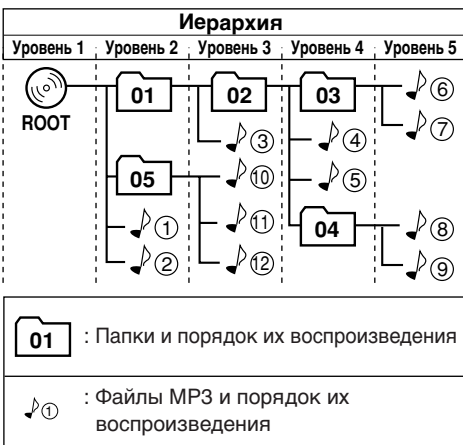 Иерархия
Уровень 1 Уровень 2 Уровень 3 Уровень 4 Уровень 5
01 02 03 ⑥
ROOT ⑦
③ ④
05 ⑩ ⑤
① ⑪ 04 ⑧
② ⑫ ⑨
01 : Папки и порядок их воспроизведения
① : Файлы MP3 и порядок их
воспроизведения